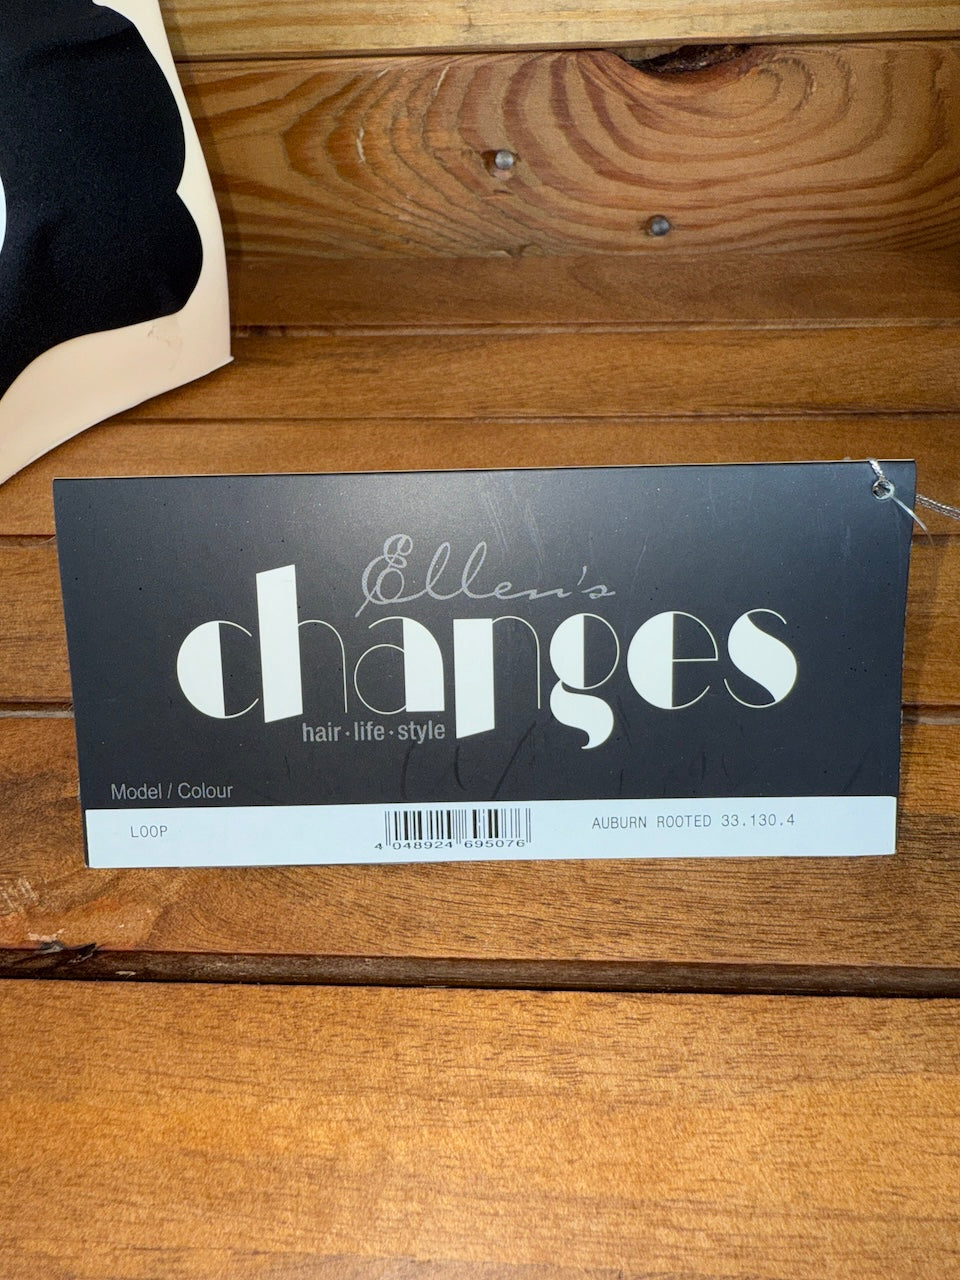 Ellen's
changes
hair·life·style
Model / Colour
LOOP
4 048924 695076
AUBURN ROOTED 33.130.4